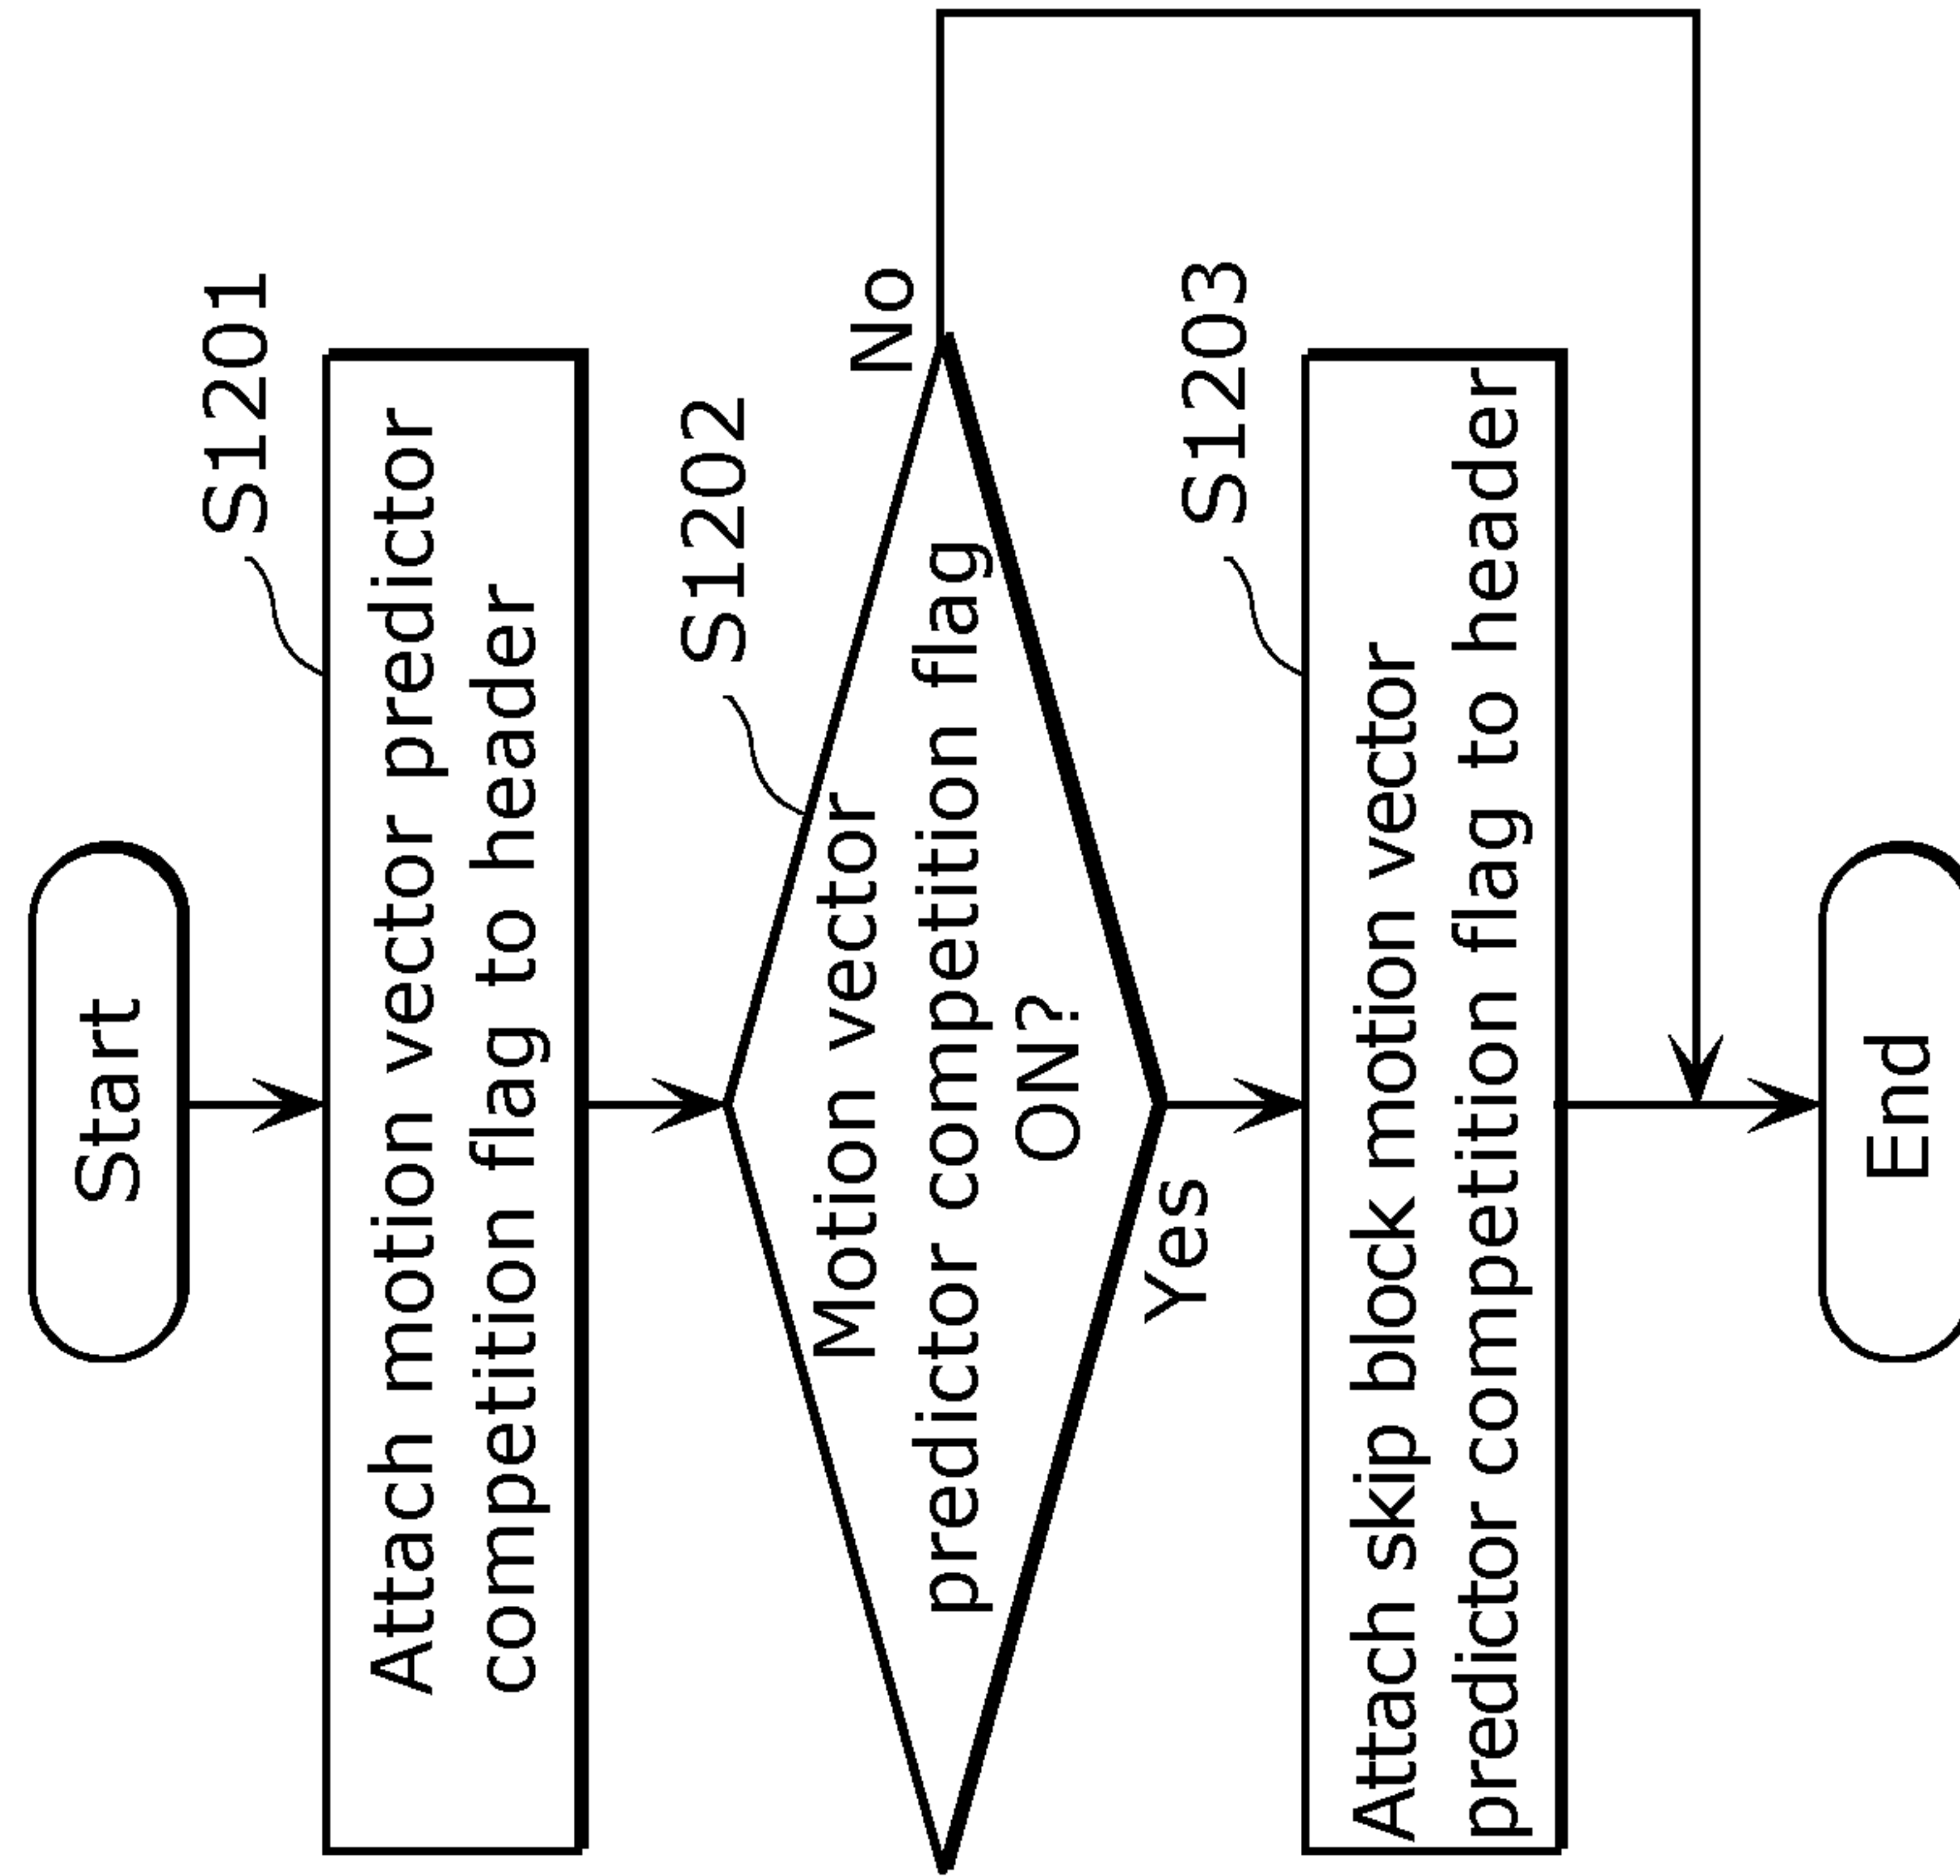 Start
S1201
Attach motion vector predictor
competition flag to header
S1202
Motion vector
predictor competition flag
ON?
No
Yes
S1203
Attach skip block motion vector
predictor competition flag to header
End